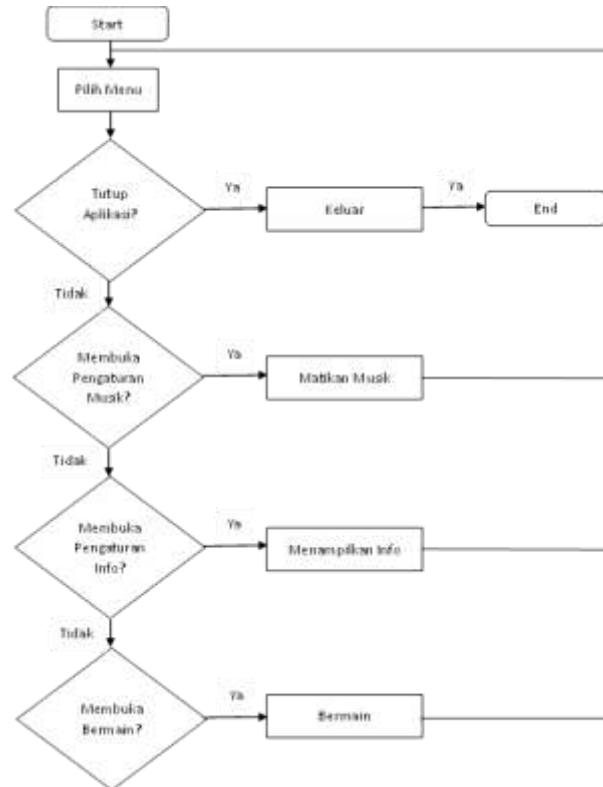 Start
Pilih Menu
Tutup
Aplikasi?
Ya
Keluar
Ya
End
Tidak
Membuka
Pengaturan
Musik?
Ya
Matikan Musik
Tidak
Membuka
Pengaturan
Info?
Ya
Menampilkan Info
Tidak
Membuka
Bermain?
Ya
Bermain